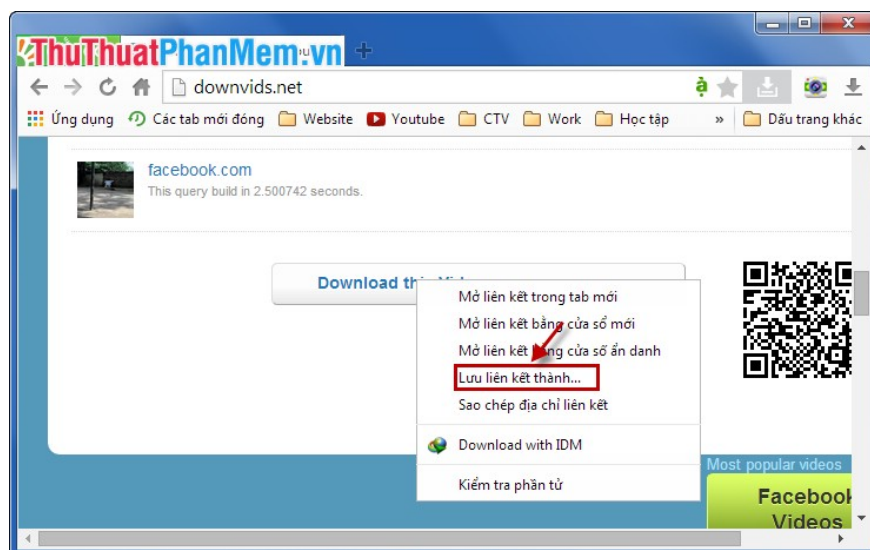 ThuThuatPhanMem.vn
downvids.net
Ứng dụng Các tab mới đóng Website Youtube CTV Work Học tập » Dấu trang khác
facebook.com
This query build in 2.500742 seconds.
Download this
Mở liên kết trong tab mới
Mở liên kết bằng cửa sổ mới
Mở liên kết bằng cửa sổ ẩn danh
Lưu liên kết thành...
Sao chép địa chỉ liên kết
Download with IDM
Kiểm tra phần tử
Most popular videos
Facebook
Videos